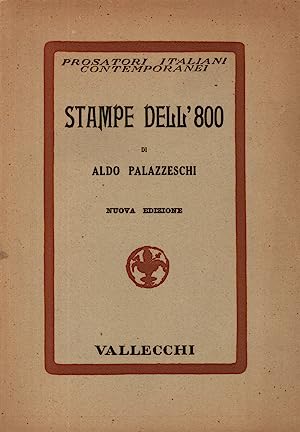 PROSATORI ITALIANI
CONTEMPORANEI
STAMPE DELL'800
DI
ALDO PALAZZESCHI
NUOVA EDIZIONE
VALLECCHI